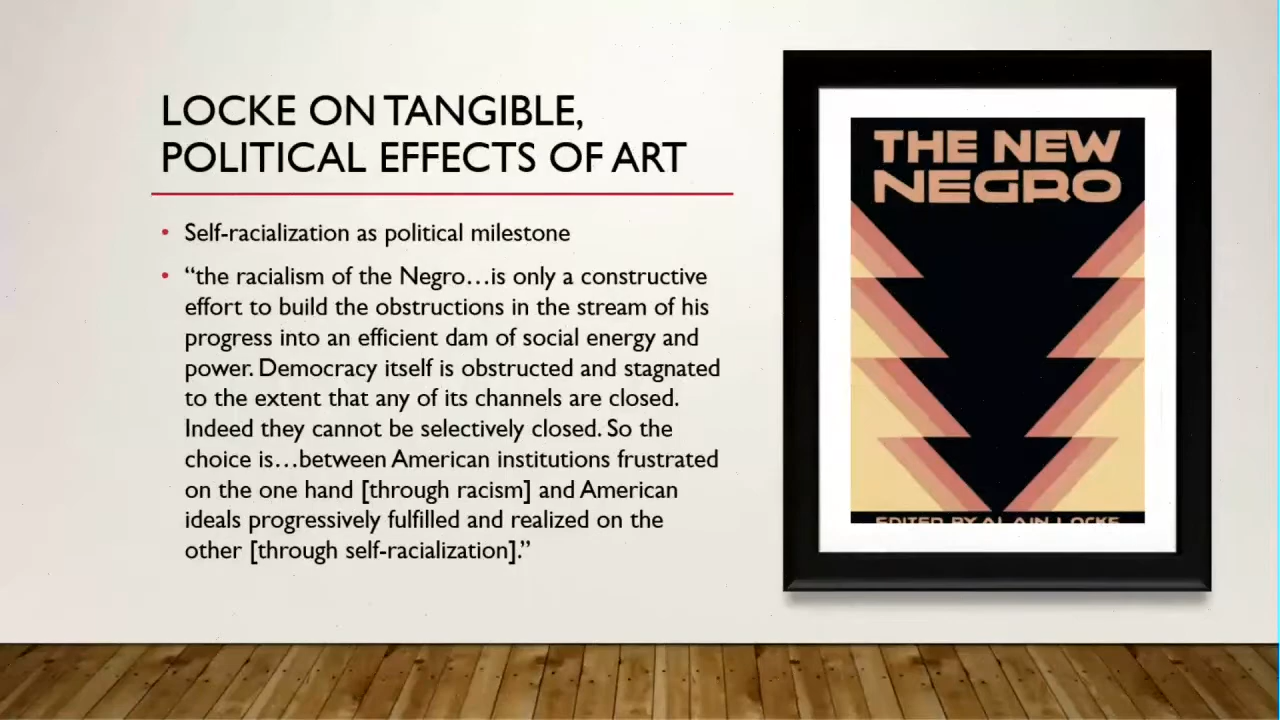 LOCKE ON TANGIBLE,
POLITICAL EFFECTS OF ART
• Self-racialization as political milestone
• “the racialism of the Negro…is only a constructive
effort to build the obstructions in the stream of his
progress into an efficient dam of social energy and
power. Democracy itself is obstructed and stagnated
to the extent that any of its channels are closed.
Indeed they cannot be selectively closed. So the
choice is…between American institutions frustrated
on the one hand [through racism] and American
ideals progressively fulfilled and realized on the
other [through self-racialization].”
THE NEW
NEGRO
EDITED BY ALAIN LOCKE